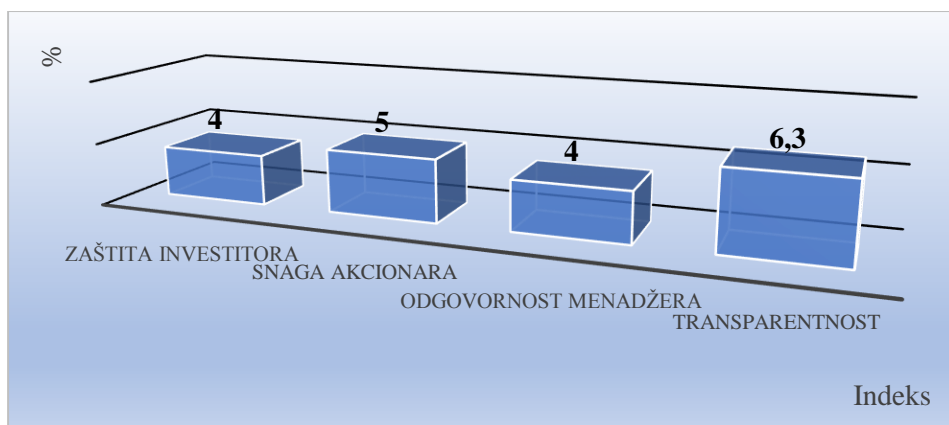 %
4
5
4
6,3
ZAŠTITA INVESTITORA
SNAGA AKCIONARA
ODGOVORNOST MENADŽERA
TRANSPARENTNOST
Indeks